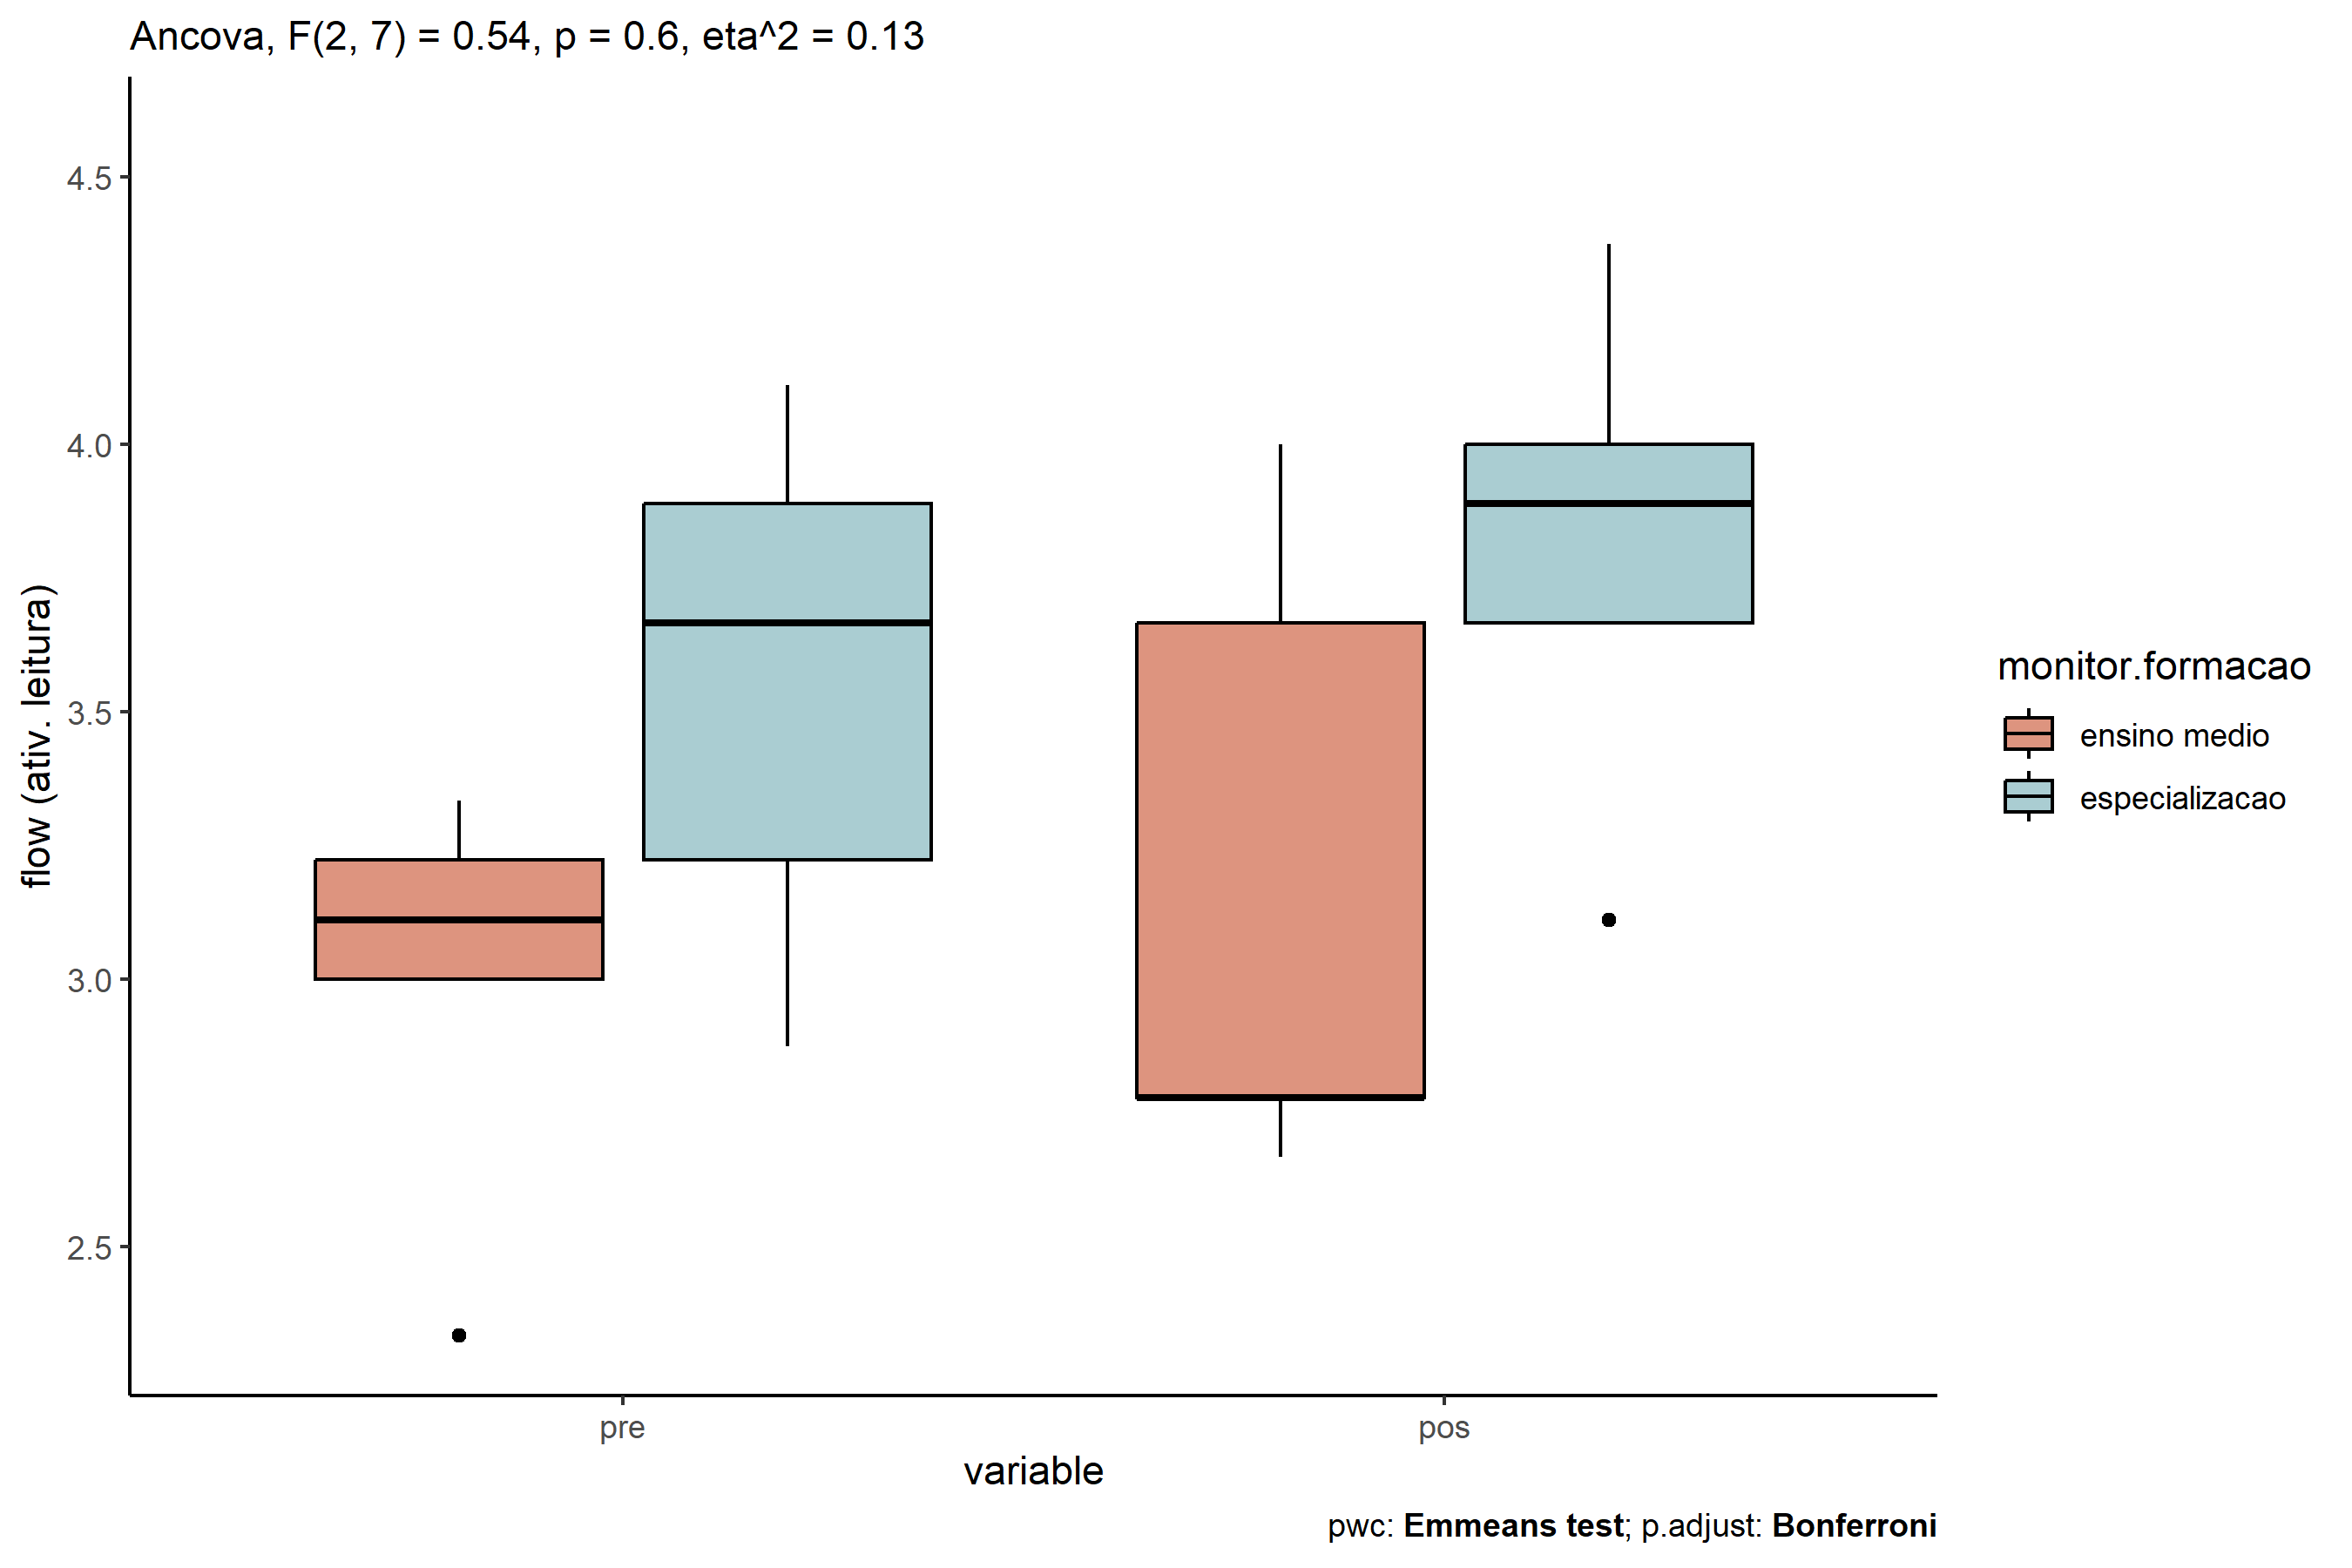 Ancova, F(2, 7) = 0.54, p = 0.6, eta^2 = 0.13
flow (ativ. leitura)
4.5
4.0
3.5
3.0
2.5
pre
pos
variable
monitor.formacao
ensino medio
especializacao
pwc: Emmeans test; p.adjust: Bonferroni